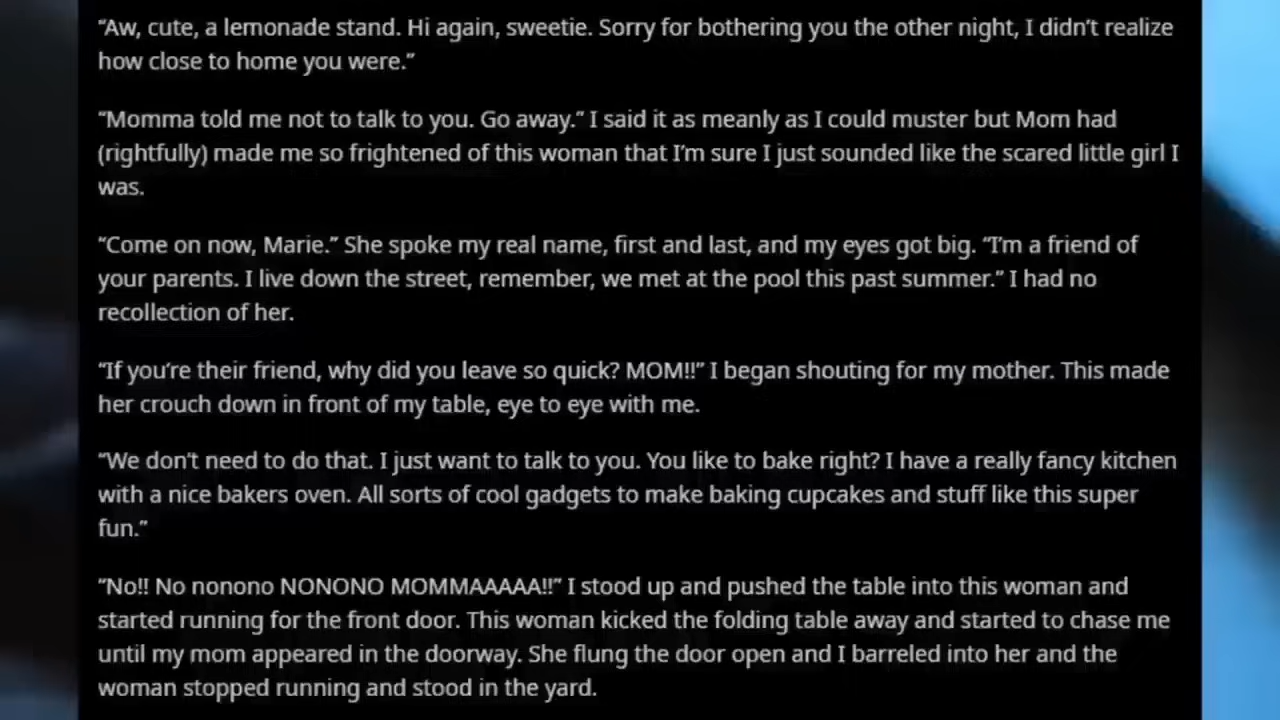 “Aw, cute, a lemonade stand. Hi again, sweetie. Sorry for bothering you the other night, I didn’t realize
how close to home you were.”
“Momma told me not to talk to you. Go away.” I said it as meanly as I could muster but Mom had
(rightfully) made me so frightened of this woman that I’m sure I just sounded like the scared little girl I
was.
“Come on now, Marie.” She spoke my real name, first and last, and my eyes got big. “I’m a friend of
your parents. I live down the street, remember, we met at the pool this past summer.” I had no
recollection of her.
“If you’re their friend, why did you leave so quick? MOM!!” I began shouting for my mother. This made
her crouch down in front of my table, eye to eye with me.
“We don’t need to do that. I just want to talk to you. You like to bake right? I have a really fancy kitchen
with a nice bakers oven. All sorts of cool gadgets to make baking cupcakes and stuff like this super
fun.”
“No!! No nonono NONONO MOMMAAAAA!!” I stood up and pushed the table into this woman and
started running for the front door. This woman kicked the folding table away and started to chase me
until my mom appeared in the doorway. She flung the door open and I barreled into her and the
woman stopped running and stood in the yard.